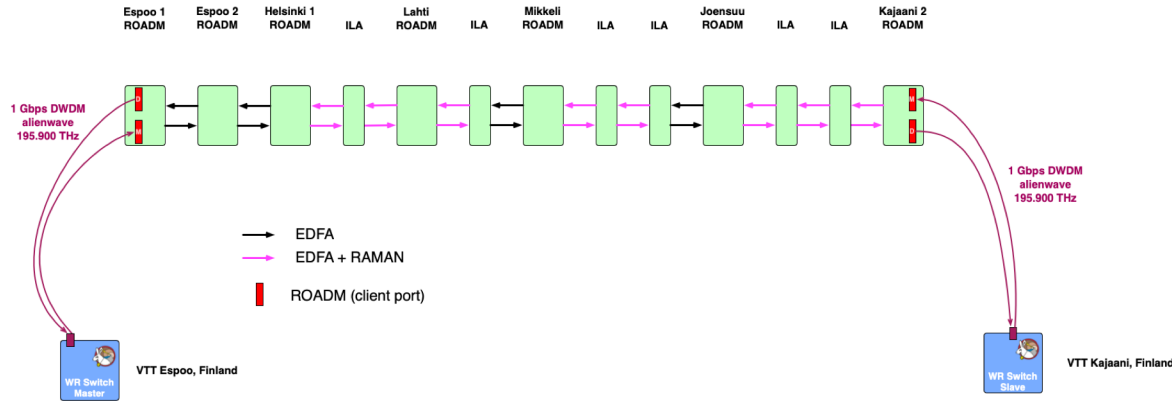 Espoo 1
ROADM
Espoo 2
ROADM
Helsinki 1
ROADM
ILA
Lahti
ROADM
ILA
Mikkeli
ROADM
ILA
ILA
Joensuu
ROADM
ILA
ILA
Kajaani 2
ROADM
1 Gbps DWDM
alienwave
195.900 THz
D
M
M
D
1 Gbps DWDM
alienwave
195.900 THz
EDFA
EDFA + RAMAN
ROADM (client port)
WR Switch
Master
VTT Espoo, Finland
WR Switch
Slave
VTT Kajaani, Finland